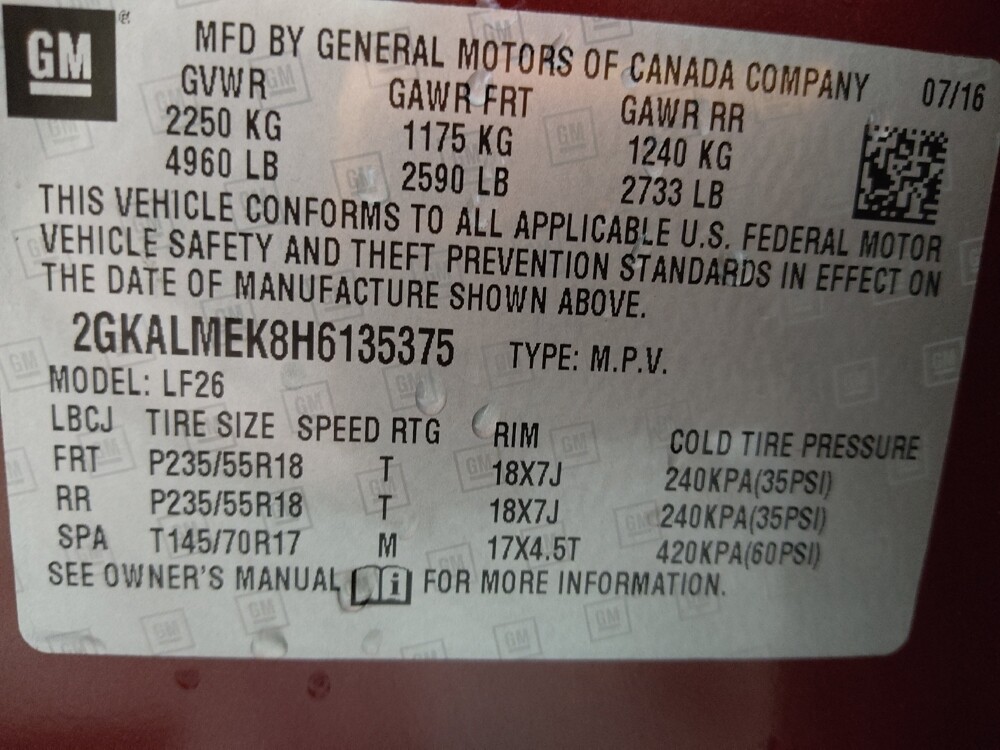 GM
MFD BY GENERAL MOTORS OF CANADA COMPANY 07/16
GVWR GAWR FRT GAWR RR
2250 KG 1175 KG 1240 KG
4960 LB 2590 LB 2733 LB
THIS VEHICLE CONFORMS TO ALL APPLICABLE U.S. FEDERAL MOTOR
VEHICLE SAFETY AND THEFT PREVENTION STANDARDS IN EFFECT ON
THE DATE OF MANUFACTURE SHOWN ABOVE.
2GKALMEK8H6135375 TYPE: M.P.V.
MODEL: LF26
LBCJ TIRE SIZE SPEED RTG RIM COLD TIRE PRESSURE
FRT P235/55R18 T 18X7J 240KPA(35PSI)
RR P235/55R18 T 18X7J 240KPA(35PSI)
SPA T145/70R17 M 17X4.5T 420KPA(60PSI)
SEE OWNER'S MANUAL i FOR MORE INFORMATION.